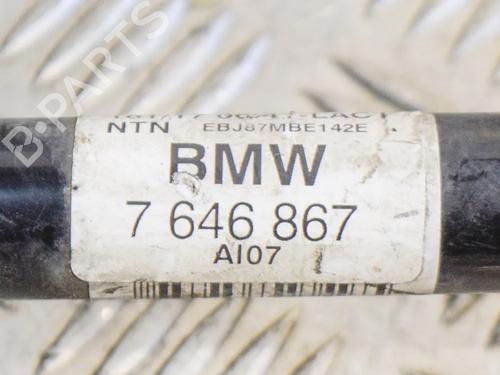 B-PARTS
NTN EBJ87MBE142E .
BMW
7 646 867
AI07